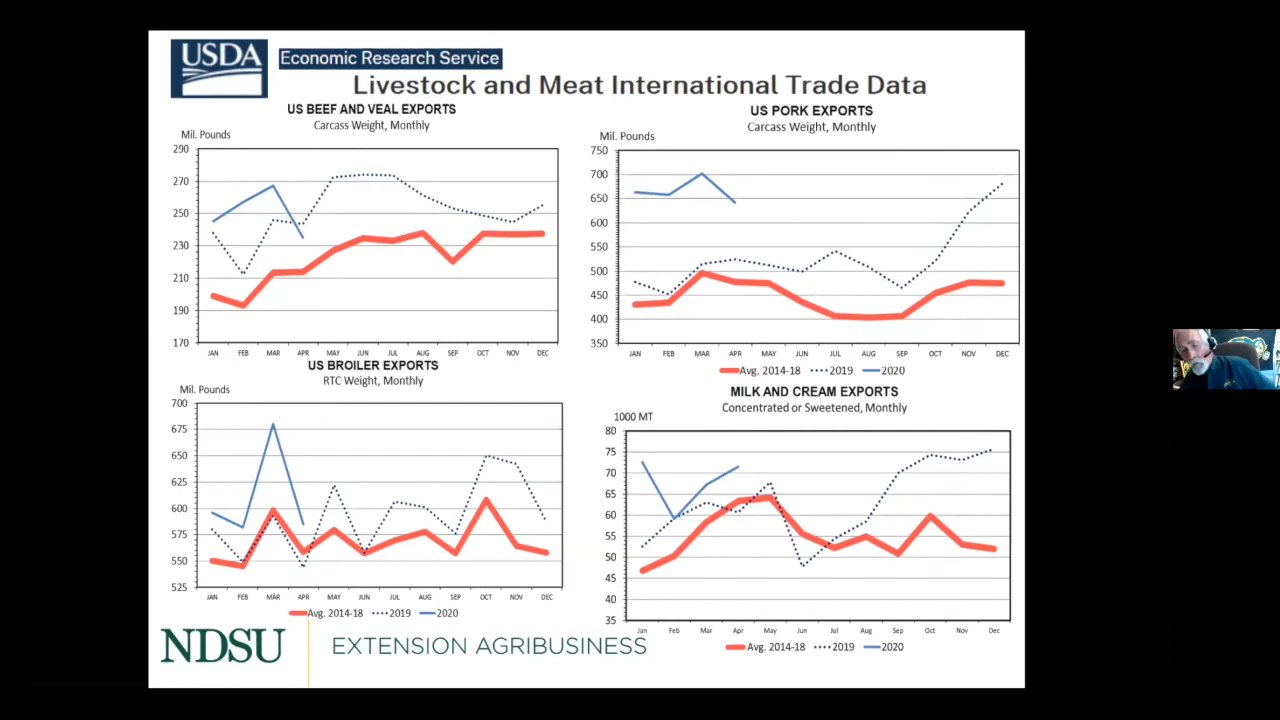 USDA
Economic Research Service
Livestock and Meat International Trade Data
US BEEF AND VEAL EXPORTS
Carcass Weight, Monthly
Mil. Pounds
290
270
250
230
210
190
170
JAN FEB MAR APR MAY JUN JUL AUG SEP OCT NOV DEC
US PORK EXPORTS
Carcass Weight, Monthly
Mil. Pounds
750
700
650
600
550
500
450
400
350
JAN FEB MAR APR MAY JUN JUL AUG SEP OCT NOV DEC
Avg. 2014-18 2019 2020
US BROILER EXPORTS
RTC Weight, Monthly
Mil. Pounds
700
675
650
625
600
575
550
525
JAN FEB MAR APR MAY JUN JUL AUG SEP OCT NOV DEC
Avg. 2014-18 2019 2020
MILK AND CREAM EXPORTS
Concentrated or Sweetened, Monthly
1000 MT
80
75
70
65
60
55
50
45
40
35
Jan Feb Mar Apr May Jun Jul Aug Sep Oct Nov Dec
Avg. 2014-18 2019 2020
NDSU
EXTENSION AGRIBUSINESS